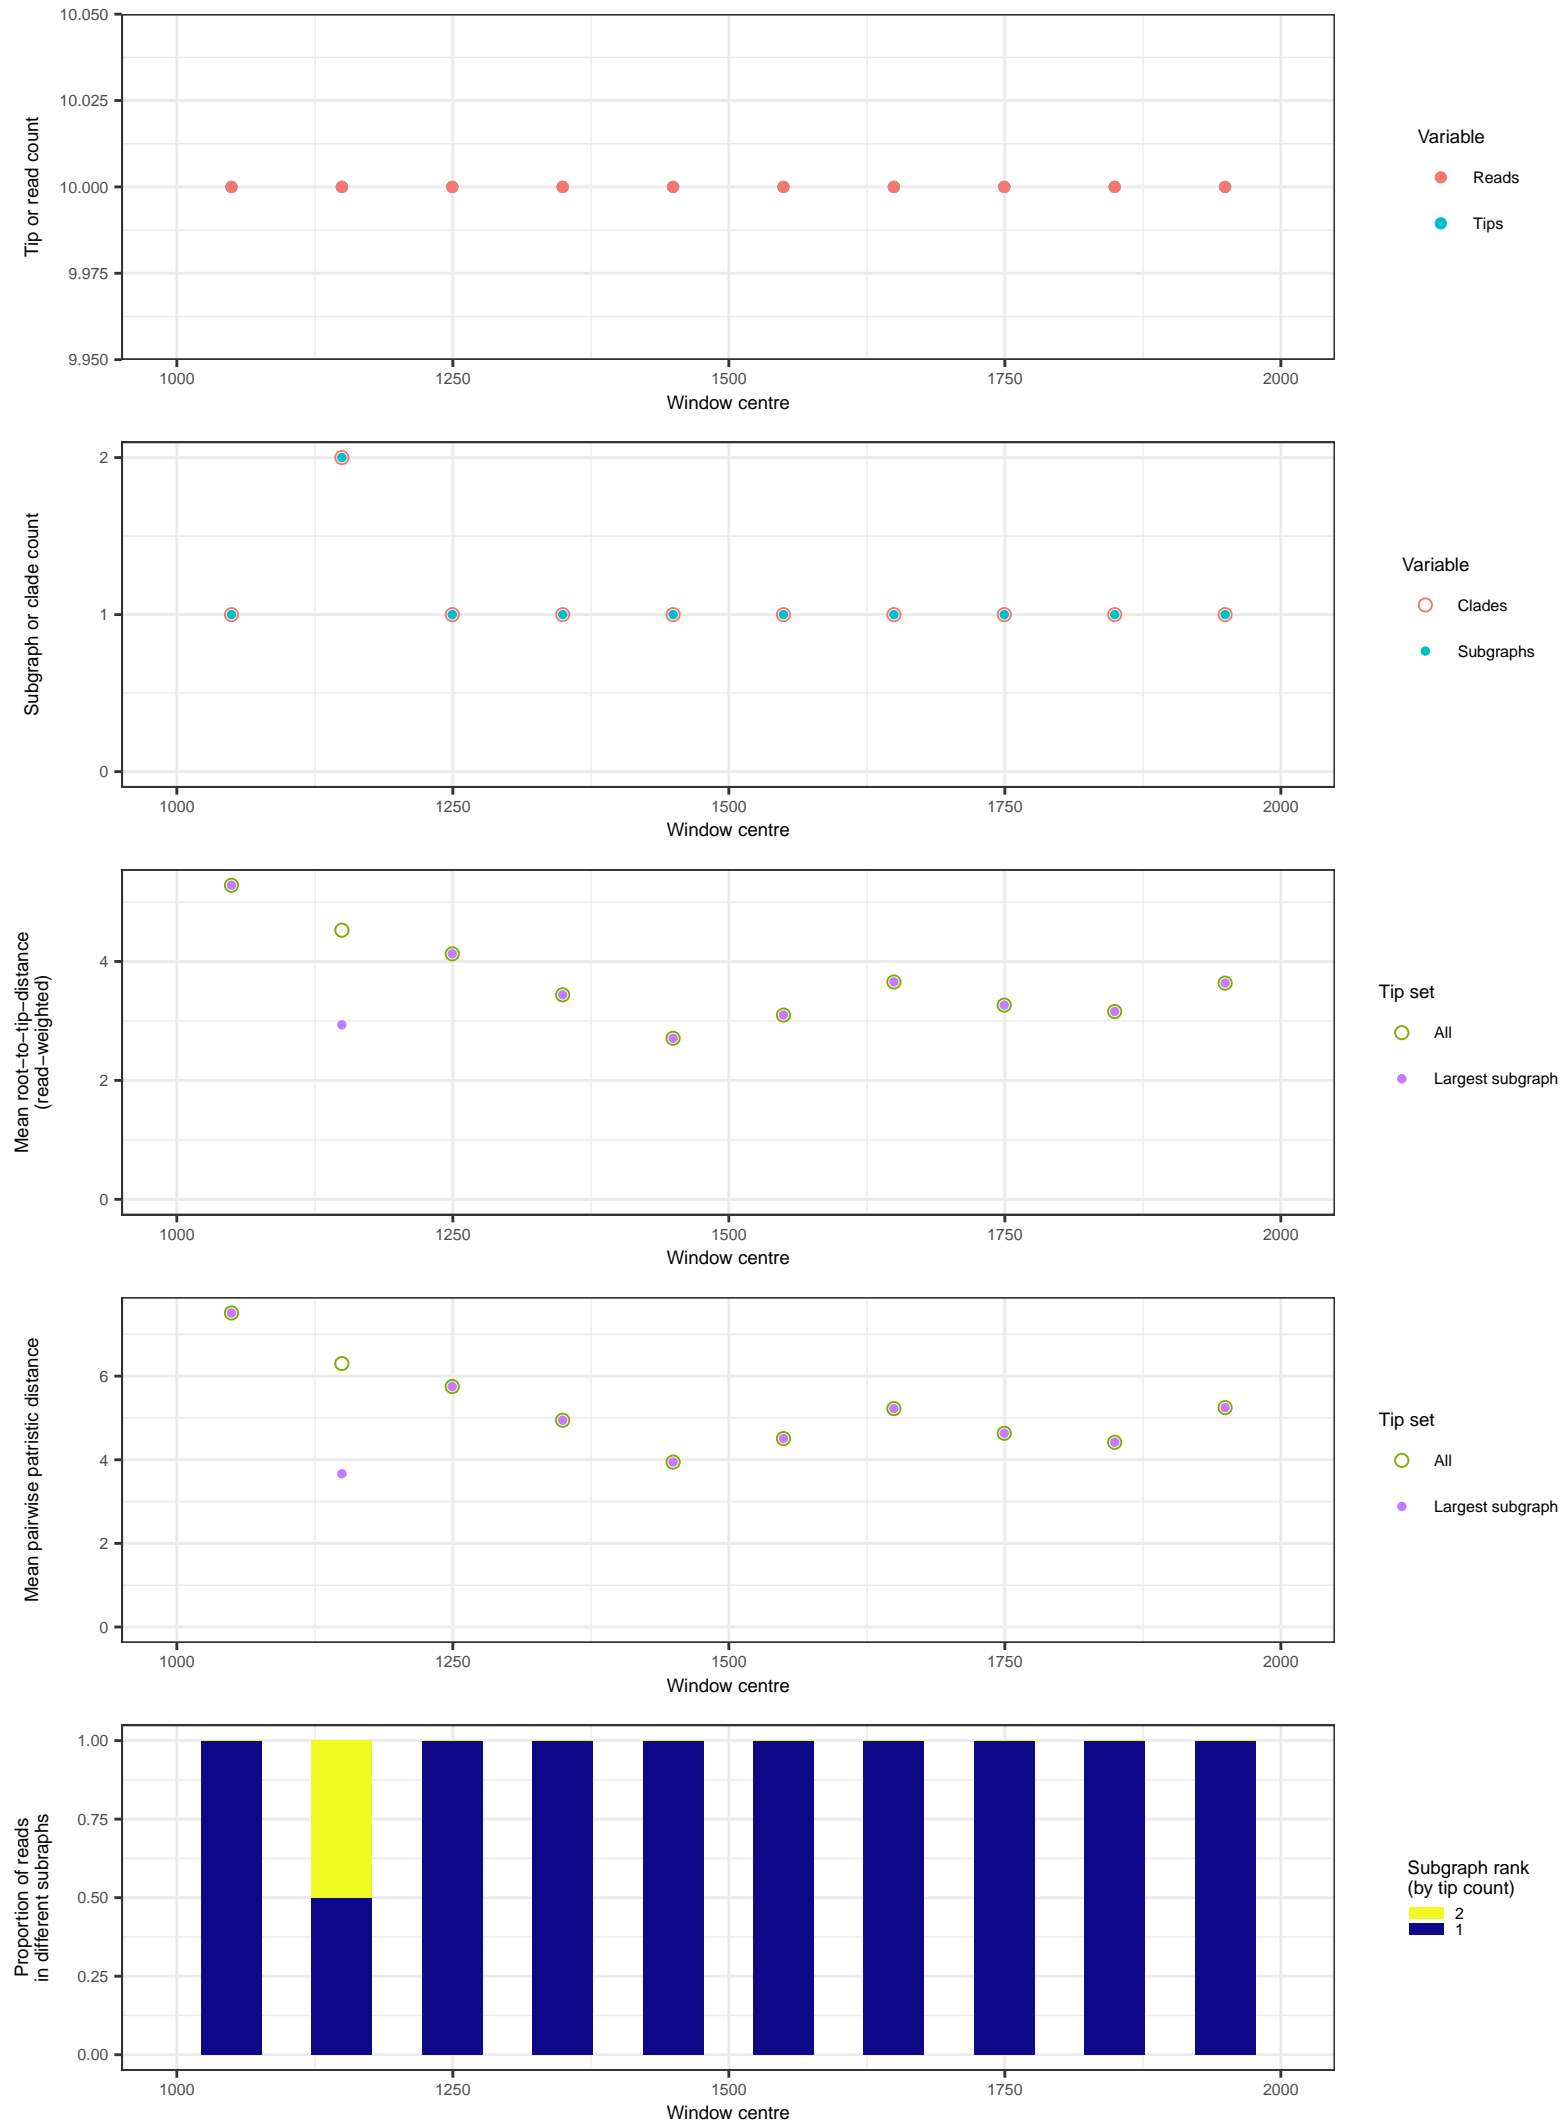 10.050
10.025
10.000
9.975
9.950
Tip or read count
1000 1250 1500 1750 2000
Window centre
Variable
Reads
Tips
2
1
0
Subgraph or clade count
1000 1250 1500 1750 2000
Window centre
Variable
Clades
Subgraphs
4
2
0
Mean root−to−tip−distance
(read−weighted)
1000 1250 1500 1750 2000
Window centre
Tip set
All
Largest subgraph
6
4
2
0
Mean pairwise patristic distance
1000 1250 1500 1750 2000
Window centre
Tip set
All
Largest subgraph
1.00
0.75
0.50
0.25
0.00
Proportion of reads
in different subraphs
1000 1250 1500 1750 2000
Window centre
Subgraph rank
(by tip count)
2
1